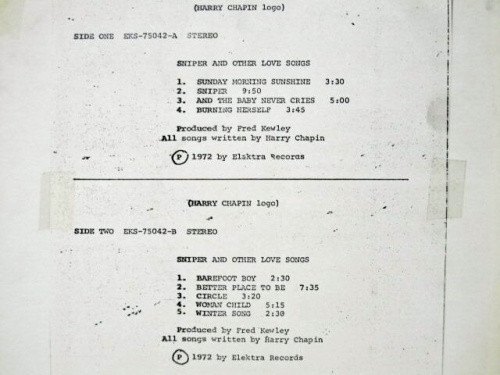 (HARRY CHAPIN logo)
SIDE ONE EKS-75042-A STEREO
SNIPER AND OTHER LOVE SONGS
1. SUNDAY MORNING SUNSHINE 3:30
2. SNIPER 9:50
3. AND THE BABY NEVER CRIES 5:00
4. BURNING HERSELF 3:45
Produced by Fred Kewley
All songs written by Harry Chapin
Ⓟ 1972 by Elektra Records
(HARRY CHAPIN logo)
SIDE TWO EKS-75042-B STEREO
SNIPER AND OTHER LOVE SONGS
1. BAREFOOT BOY 2:30
2. BETTER PLACE TO BE 7:35
3. CIRCLE 3:20
4. WOMAN CHILD 5:15
5. WINTER SONG 2:30
Produced by Fred Kewley
All songs written by Harry Chapin
Ⓟ 1972 by Elektra Records